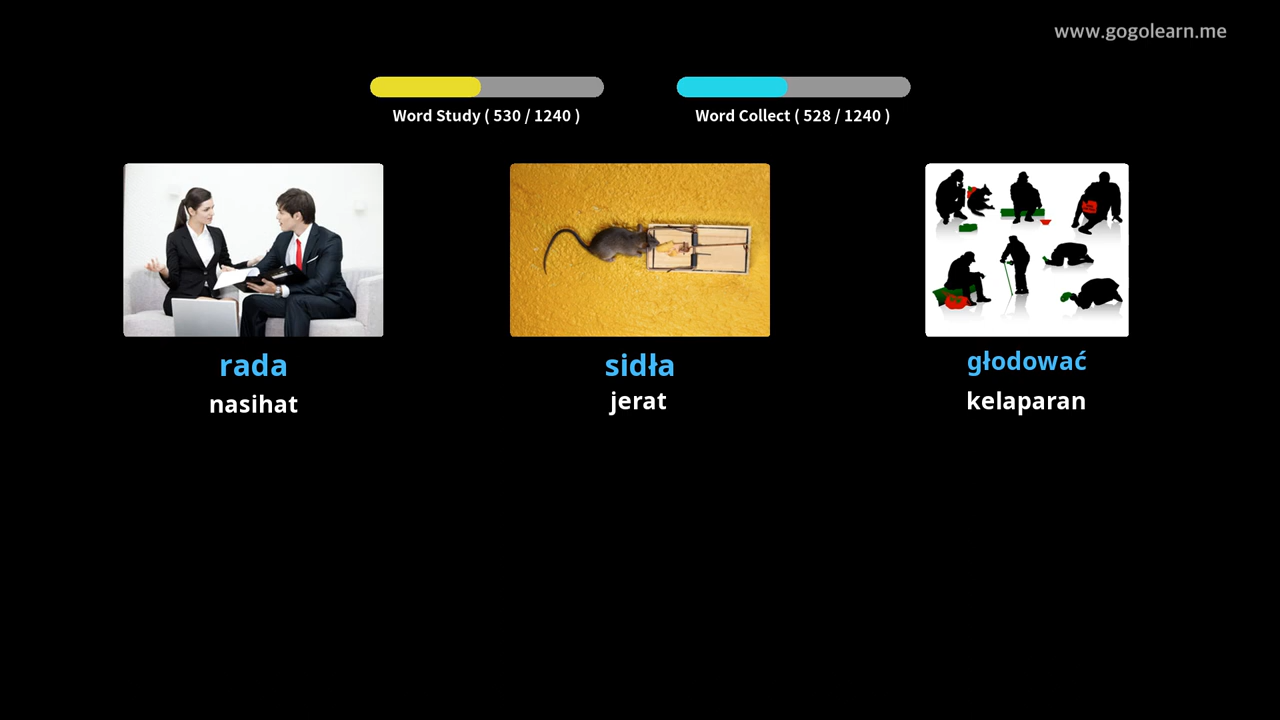 www.gogolearn.me
Word Study ( 530 / 1240 )
Word Collect ( 528 / 1240 )
rada
nasihat
sidła
jerat
głodować
kelaparan